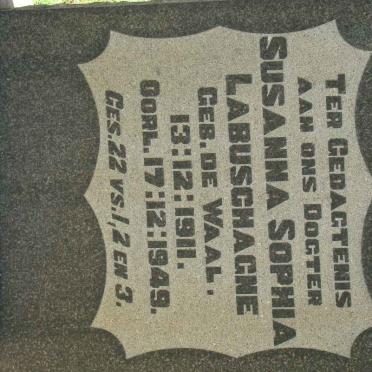 TER GEDACTENIS
AAN ONS DOGTER
SUSANNA SOPHIA
LABUSCHAGNE
GEB. DE WAAL.
13:12:1911.
OORL. 17:12:1949.
GES. 22 VS. 1, 2 EN 3.